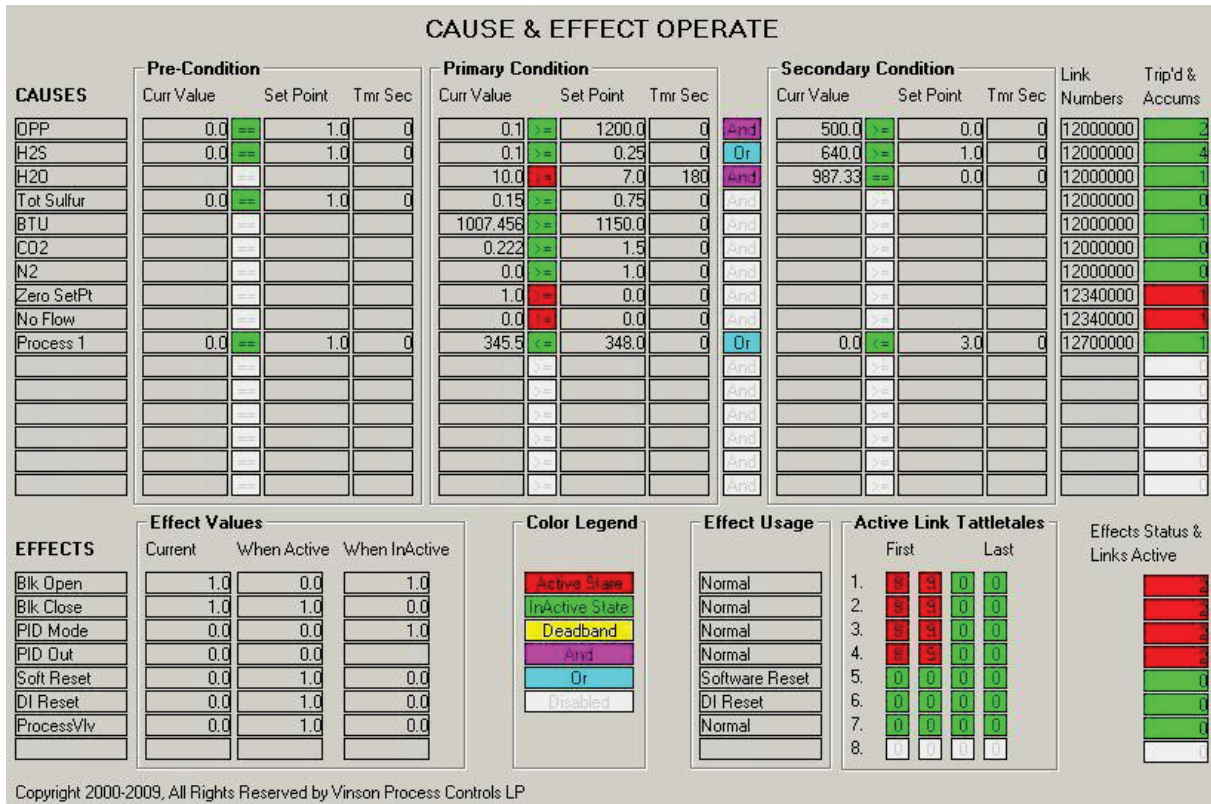 CAUSE & EFFECT OPERATE
Pre-Condition Primary Condition Secondary Condition Link Trip'd &
CAUSES Curr Value Set Point Tmr Sec Curr Value Set Point Tmr Sec Curr Value Set Point Tmr Sec Numbers Accums
OPP 0.0 == 1.0 0 0.1 >= 1200.0 0 And 500.0 >= 0.0 0 12000000 2
H2S 0.0 == 1.0 0 0.1 >= 0.25 0 Or 640.0 >= 1.0 0 12000000 4
H2O == 10.0 7.0 180 And 987.33 == 0.0 0 12000000 1
Tot Sulfur 0.0 == 1.0 0 0.15 >= 0.75 0 And >= 12000000 0
BTU == 1007.456 >= 1150.0 0 And >= 12000000 1
CO2 == 0.222 >= 1.5 0 And >= 12000000 0
N2 == 0.0 >= 1.0 0 And >= 12000000 0
Zero SetPt == 1.0 0.0 0 And >= 12340000 1
No Flow == 0.0 0.0 0 And >= 12340000 1
Process 1 0.0 == 1.0 0 345.5 <= 348.0 0 Or 0.0 <= 3.0 0 12700000 1
== >= And >= 0
== >= And >= 0
== >= And >= 0
== >= And >= 0
== >= And >= 0
== >= And >= 0
Effect Values Color Legend Effect Usage Active Link Tattletales Effects Status &
EFFECTS Current When Active When InActive First Last Links Active
Blk Open 1.0 0.0 1.0 Active State Normal 1. 8 9 0 0 2
Blk Close 1.0 1.0 0.0 InActive State Normal 2. 8 9 0 0 2
PID Mode 0.0 0.0 1.0 Deadband Normal 3. 8 9 0 0 2
PID Out 0.0 0.0 And Normal 4. 8 9 0 0 2
Soft Reset 0.0 1.0 0.0 Or Software Reset 5. 0 0 0 0 0
DI Reset 0.0 1.0 0.0 Disabled DI Reset 6. 0 0 0 0 0
ProcessVlv 0.0 1.0 0.0 Normal 7. 0 0 0 0 0
8. 0 0 0 0 0
Copyright 2000-2009, All Rights Reserved by Vinson Process Controls LP